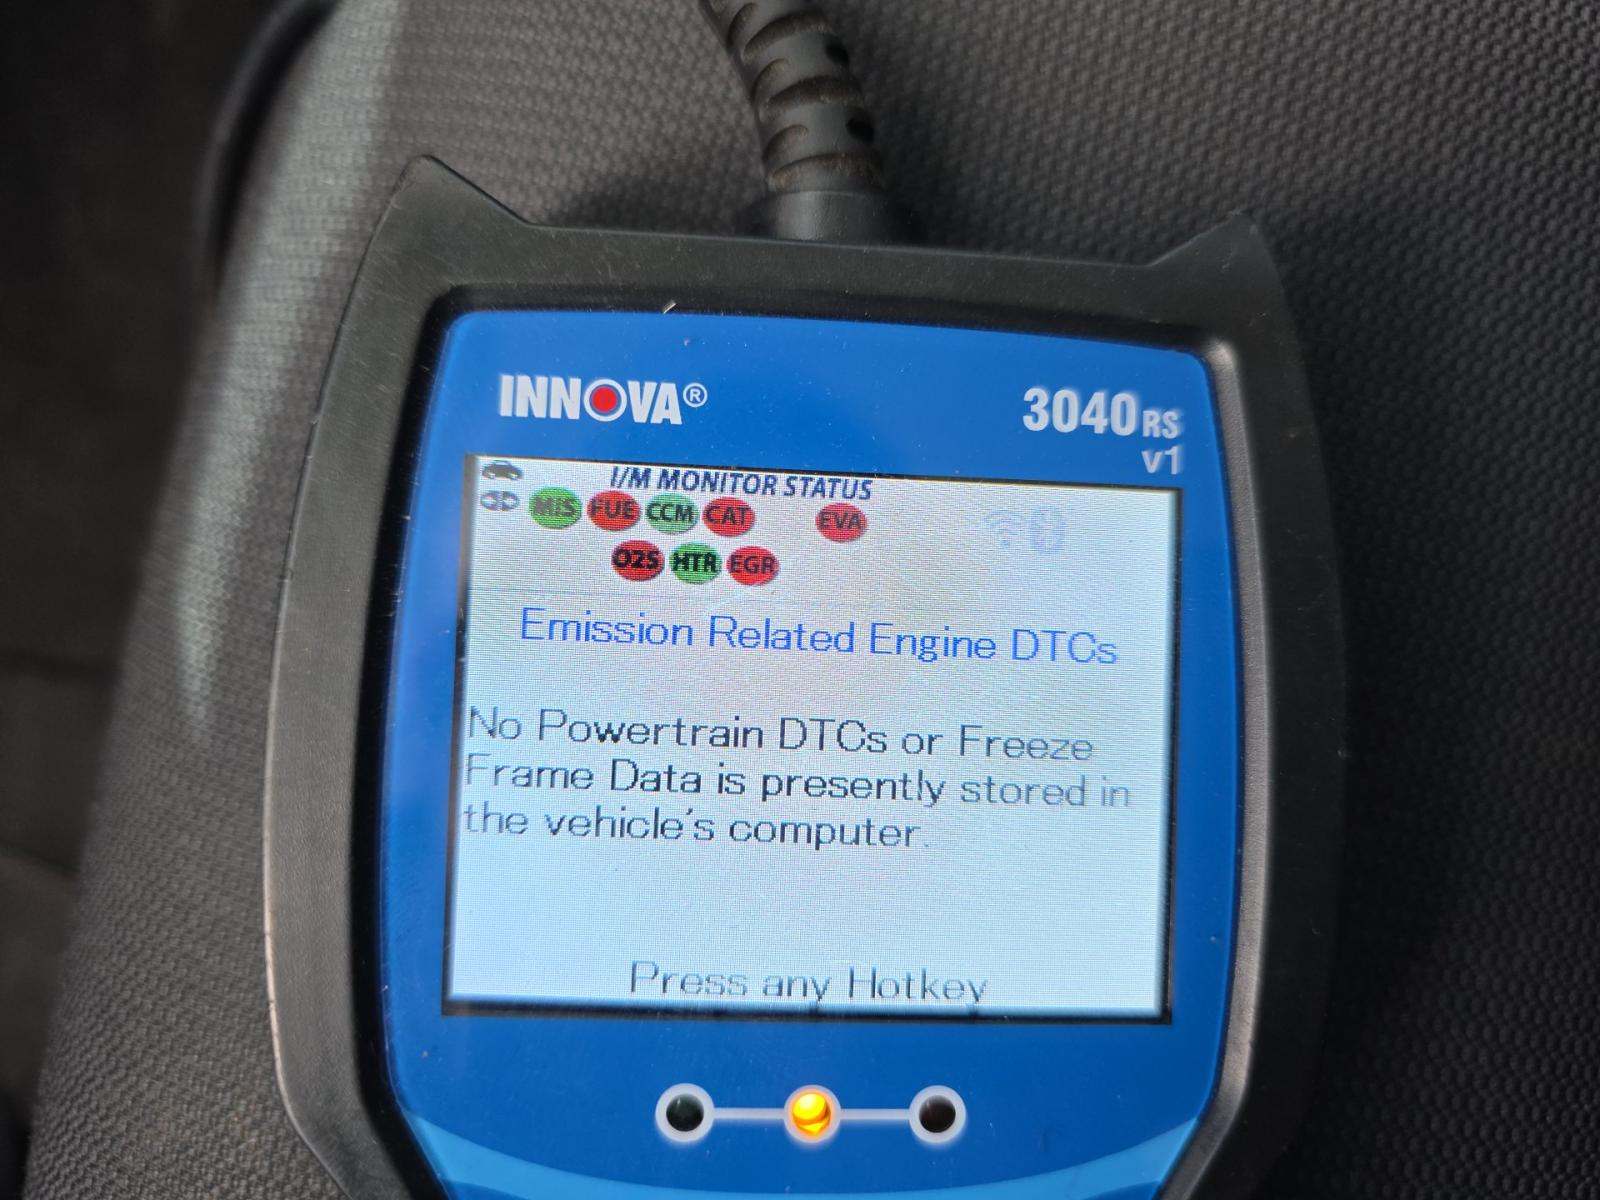 INNOVA®
3040RS
v1
I/M MONITOR STATUS
MIS FUE CCM CAT EVA
O2S HTR EGR
Emission Related Engine DTCs
No Powertrain DTCs or Freeze
Frame Data is presently stored in
the vehicle's computer.
Press any Hotkey